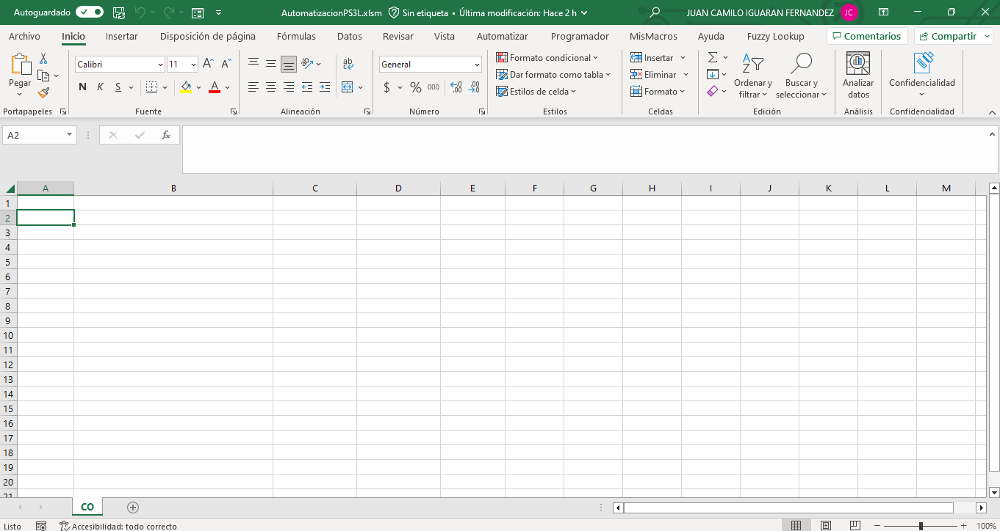 Autoguardado AutomatizacionPS3L.xlsm Sin etiqueta • Última modificación: Hace 2 h JUAN CAMILO IGUARAN FERNANDEZ JC
Archivo Inicio Insertar Disposición de página Fórmulas Datos Revisar Vista Automatizar Programador MisMacros Ayuda Fuzzy Lookup Comentarios Compartir
Pegar
Portapapeles
Calibri 11 A A
N K S A
Fuente
ab
Alineación
General
$ % 000 ,00 ,00
Número
Formato condicional
Dar formato como tabla
Estilos de celda
Estilos
Insertar
Eliminar
Formato
Celdas
Σ
Ordenar y
filtrar
Buscar y
seleccionar
Edición
Analizar
datos
Análisis
Confidencialidad
Confidencialidad
A2 fx
A B C D E F G H I J K L M
1
2
3
4
5
6
7
8
9
10
11
12
13
14
15
16
17
18
19
20
21
CO
Listo Accesibilidad: todo correcto 100%